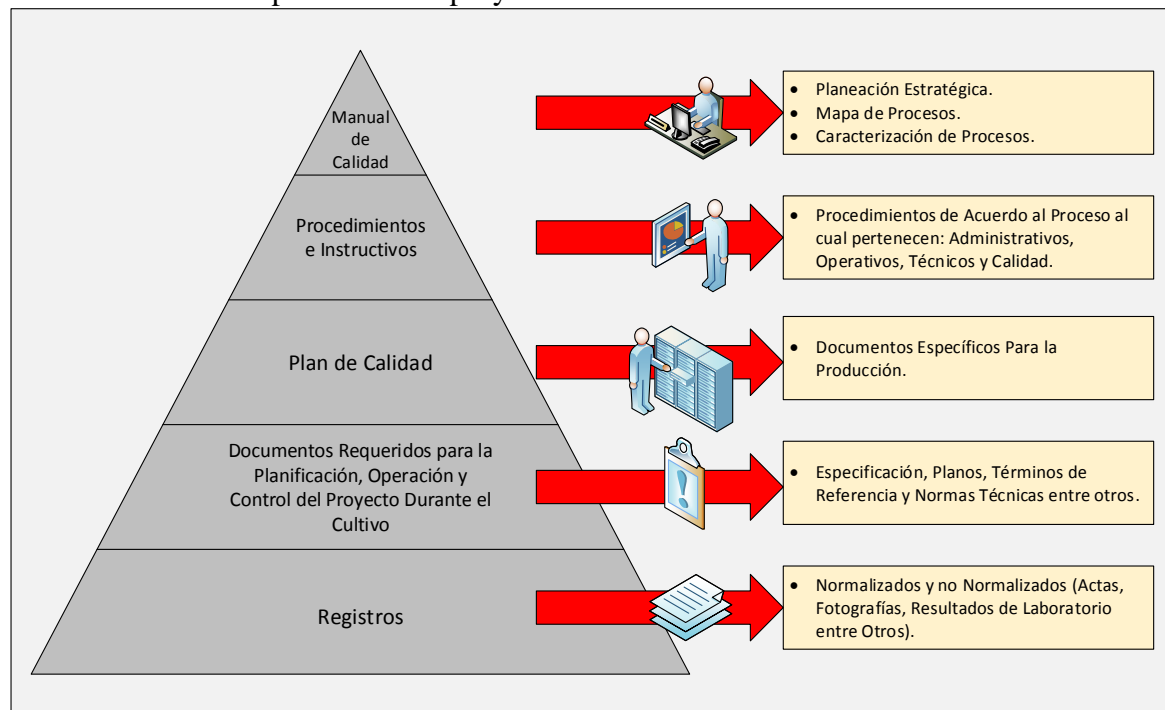 Manual
de
Calidad
• Planeación Estratégica.
• Mapa de Procesos.
• Caracterización de Procesos.
Procedimientos
e Instructivos
• Procedimientos de Acuerdo al Proceso al
cual pertenecen: Administrativos,
Operativos, Técnicos y Calidad.
Plan de Calidad
• Documentos Específicos Para la
Producción.
Documentos Requeridos para la
Planificación, Operación y
Control del Proyecto Durante el
Cultivo
• Especificación, Planos, Términos de
Referencia y Normas Técnicas entre otros.
Registros
• Normalizados y no Normalizados (Actas,
Fotografías, Resultados de Laboratorio
entre Otros).